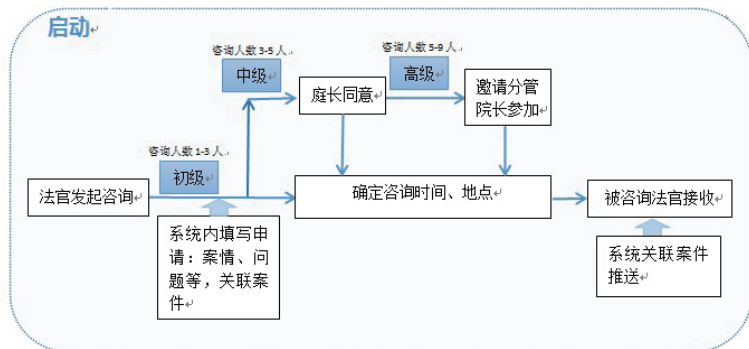 启动
咨询人数 3-5 人
咨询人数 5-9 人
中级
高级
庭长同意
邀请分管
院长参加
咨询人数 1-3 人
初级
法官发起咨询
确定咨询时间、地点
被咨询法官接收
系统内填写申
请：案情、问
题等，关联案
件
系统关联案件
推送